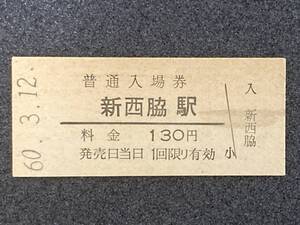 60.3.12.
普通入場券
新西脇駅
料金 130円
発売日当日1回限り有効 小
入 新西脇